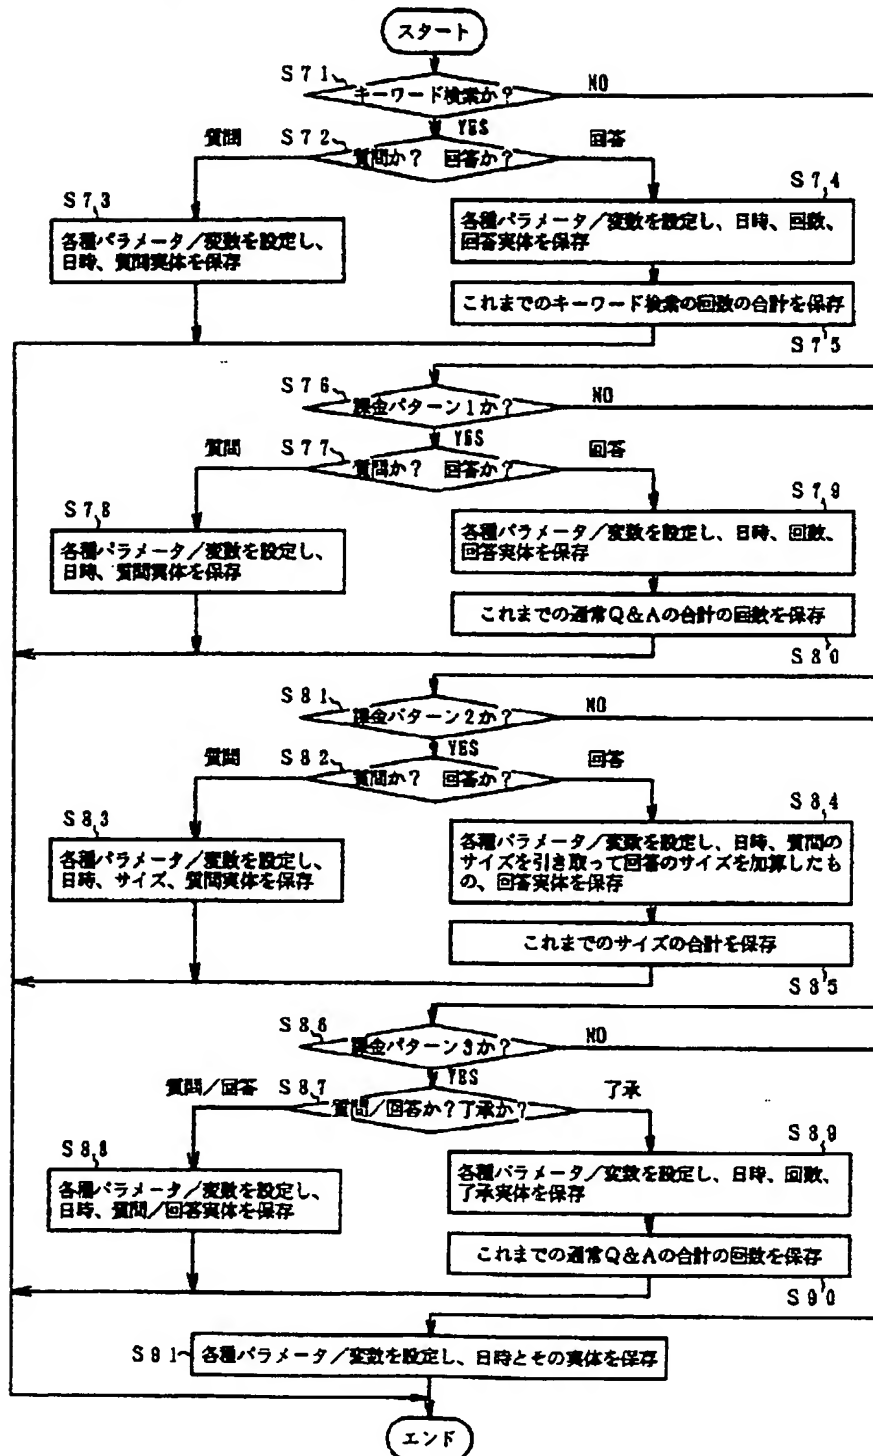 スタート
S71
キーワード検索か?
NO
YES
質問
S72
質問か? 回答か?
回答
S73
各種パラメータ/変数を設定し、
日時、質問実体を保存
S74
各種パラメータ/変数を設定し、日時、回数、
回答実体を保存
これまでのキーワード検索の回数の合計を保存
S75
S76
課金パターン1か?
NO
YES
質問
S77
質問か? 回答か?
回答
S78
各種パラメータ/変数を設定し、
日時、質問実体を保存
S79
各種パラメータ/変数を設定し、日時、回数、
回答実体を保存
これまでの通常Q&Aの合計の回数を保存
S80
S81
課金パターン2か?
NO
YES
質問
S82
質問か? 回答か?
回答
S83
各種パラメータ/変数を設定し、
日時、サイズ、質問実体を保存
S84
各種パラメータ/変数を設定し、日時、質問の
サイズを引き取って回答のサイズを加算したも
の、回答実体を保存
これまでのサイズの合計を保存
S85
S86
課金パターン3か?
NO
YES
質問/回答
S87
質問/回答か?了承か?
了承
S88
各種パラメータ/変数を設定し、
日時、質問/回答実体を保存
S89
各種パラメータ/変数を設定し、日時、回数、
了承実体を保存
これまでの通常Q&Aの合計の回数を保存
S90
S91
各種パラメータ/変数を設定し、日時とその実体を保存
エンド